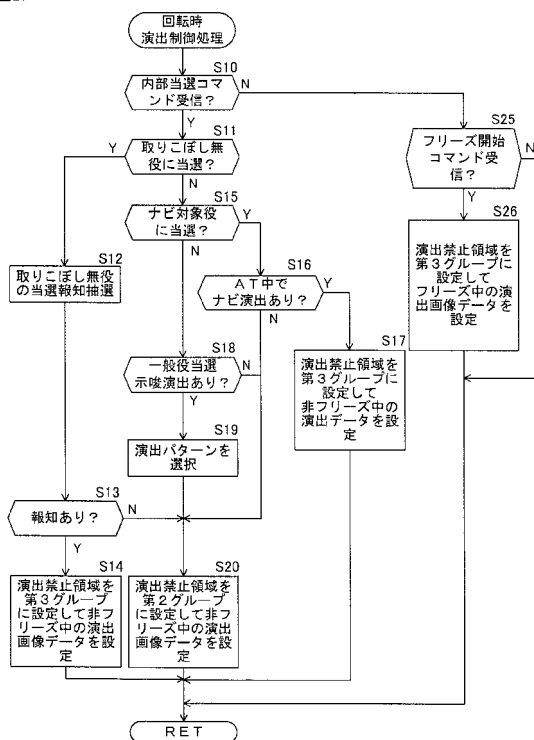 回転時
演出制御処理
S10
内部当選コマ
ンド受信？
N
Y
S11
取りこぼし無
役に当選？
Y
N
S25
フリーズ開始
コマンド受
信？
N
Y
S15
ナビ対象役
に当選？
Y
N
S26
演出禁止領域を
第3グループに
設定して
フリーズ中の演
出画像データを
設定
S12
取りこぼし無役
の当選報知抽選
S16
AT中で
ナビ演出あり？
Y
N
S17
演出禁止領域を
第3グループに
設定して
非フリーズ中の
演出データを設
定
S18
一般役当選
示唆演出あり？
N
Y
S19
演出パターンを
選択
S13
報知あり？
N
Y
S14
演出禁止領域を
第3グループ
に設定して非フ
リーズ中の演出
画像データを設
定
S20
演出禁止領域を
第2グループ
に設定して非フ
リーズ中の演出
画像データを設
定
RET